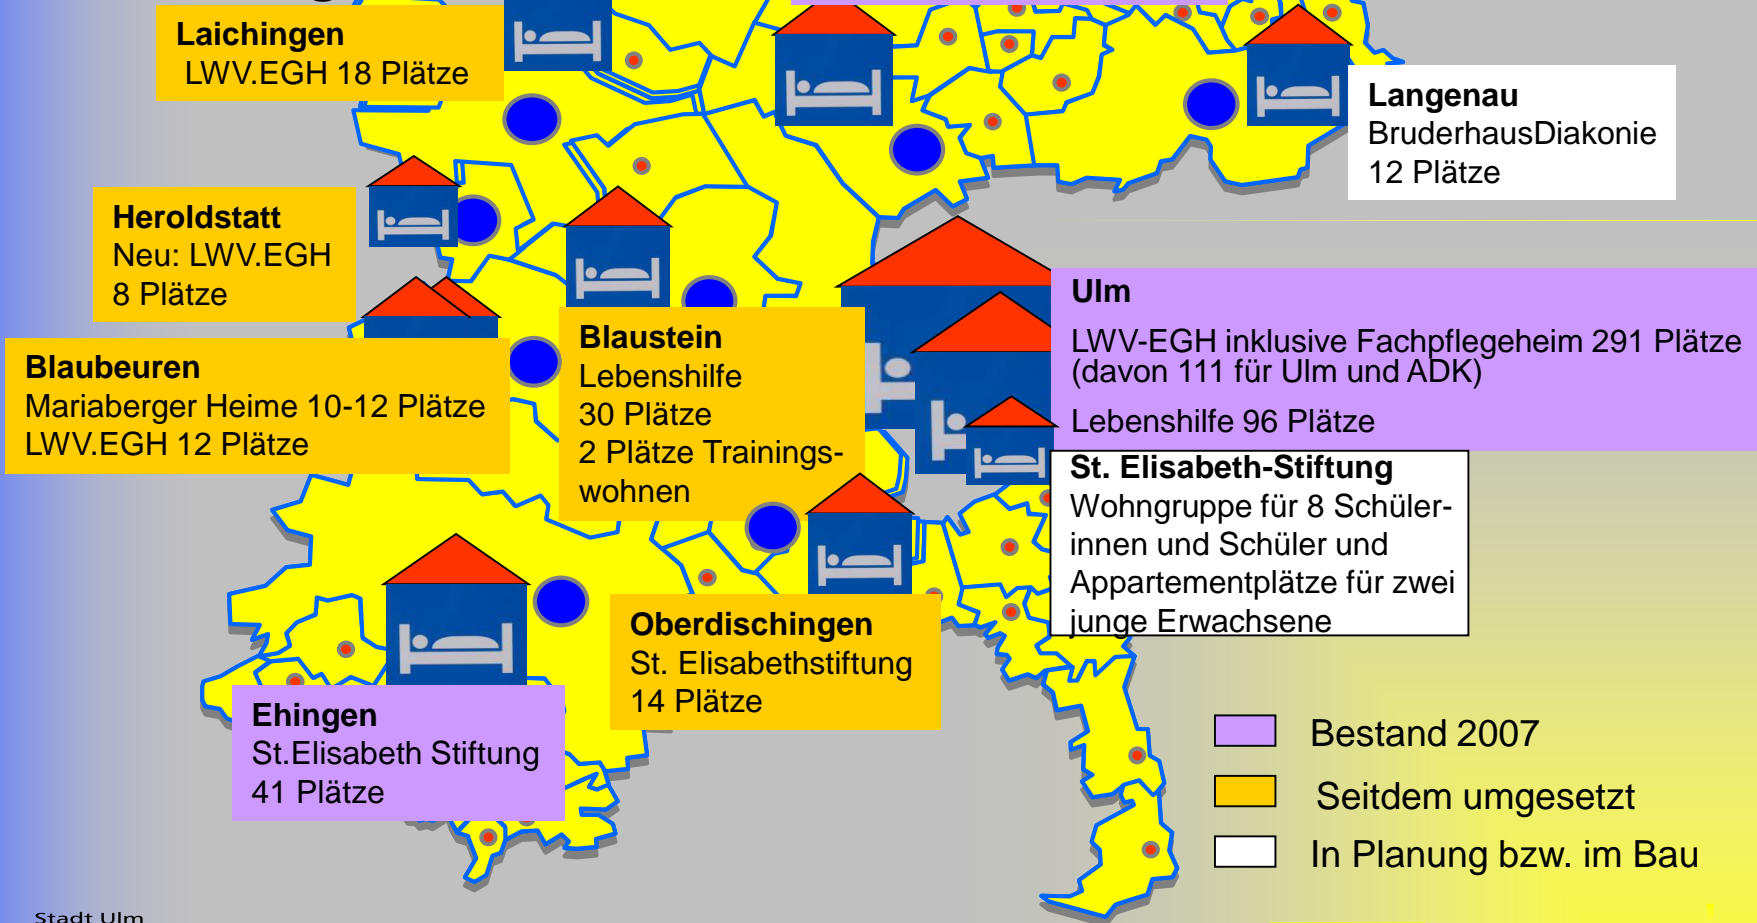 Laichingen
LWV.EGH 18 Plätze
Langenau
BruderhausDiakonie
12 Plätze
Heroldstatt
Neu: LWV.EGH
8 Plätze
Ulm
LWV-EGH inklusive Fachpflegeheim 291 Plätze
(davon 111 für Ulm und ADK)
Lebenshilfe 96 Plätze
Blaubeuren
Mariaberger Heime 10-12 Plätze
LWV.EGH 12 Plätze
Blaustein
Lebenshilfe
30 Plätze
2 Plätze Trainings-
wohnen
St. Elisabeth-Stiftung
Wohngruppe für 8 Schüler-
innen und Schüler und
Appartementplätze für zwei
junge Erwachsene
Oberdischingen
St. Elisabethstiftung
14 Plätze
Ehingen
St.Elisabeth Stiftung
41 Plätze
Bestand 2007
Seitdem umgesetzt
In Planung bzw. im Bau
Stadt Ulm